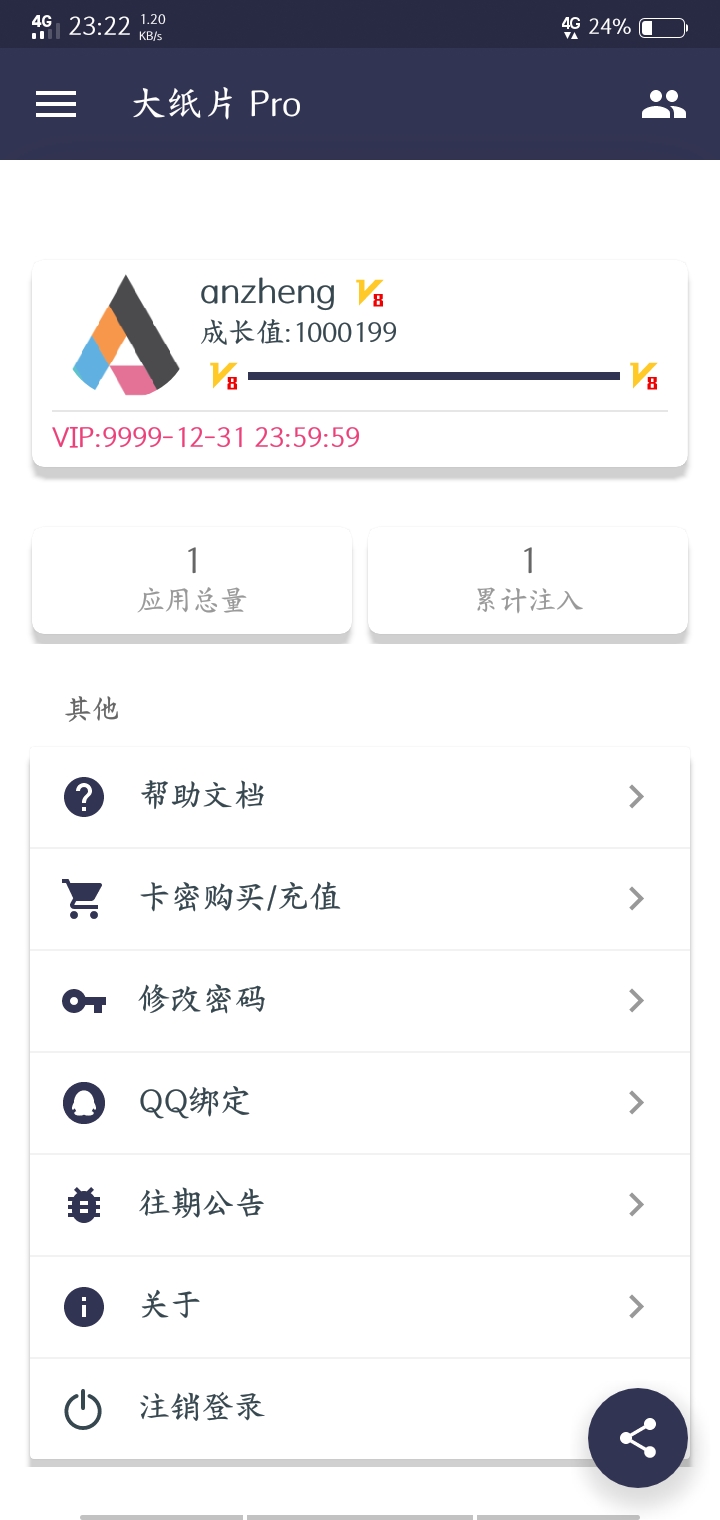 4G 23:22 1.20 KB/s 4G 24%
大纸片 Pro
anzheng V8
成长值:1000199
V8 V8
VIP:9999-12-31 23:59:59
1 1
应用总量 累计注入
其他
帮助文档
卡密购买/充值
修改密码
QQ绑定
往期公告
关于
注销登录